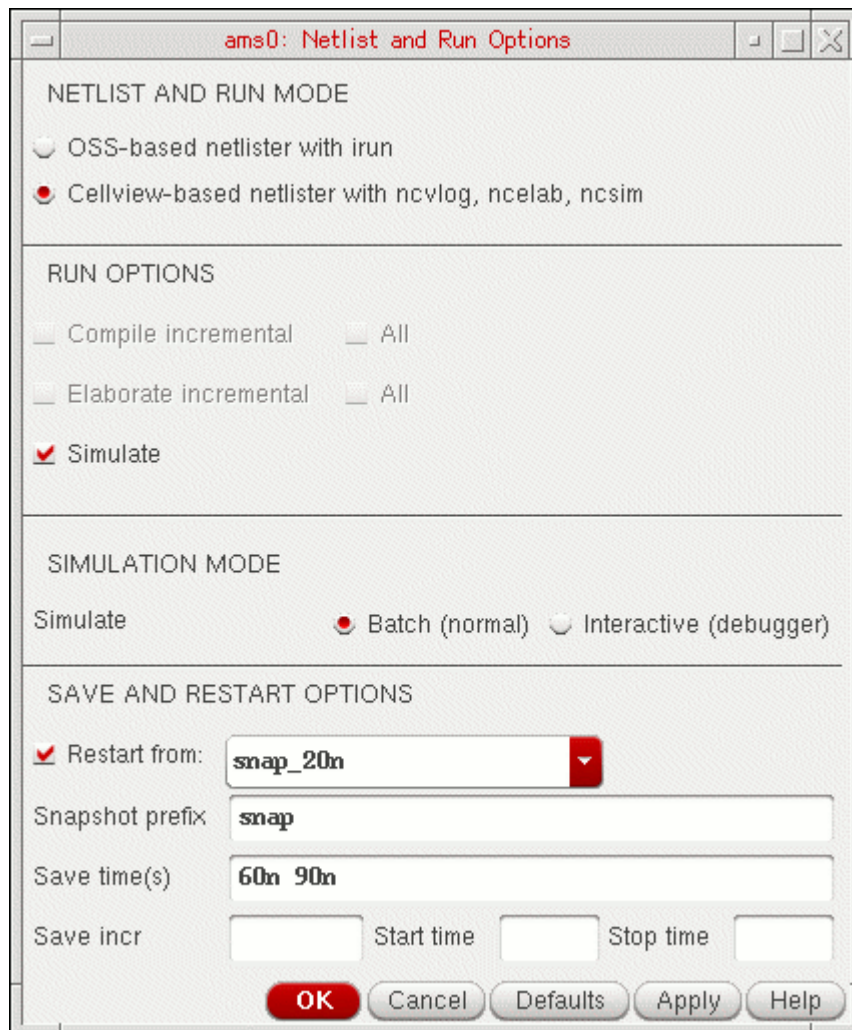 ams0: Netlist and Run Options
NETLIST AND RUN MODE
OSS-based netlister with irun
Cellview-based netlister with ncvlog, ncelab, ncsim
RUN OPTIONS
Compile incremental All
Elaborate incremental All
Simulate
SIMULATION MODE
Simulate Batch (normal) Interactive (debugger)
SAVE AND RESTART OPTIONS
Restart from: snap_20n
Snapshot prefix snap
Save time(s) 60n 90n
Save incr Start time Stop time
OK Cancel Defaults Apply Help